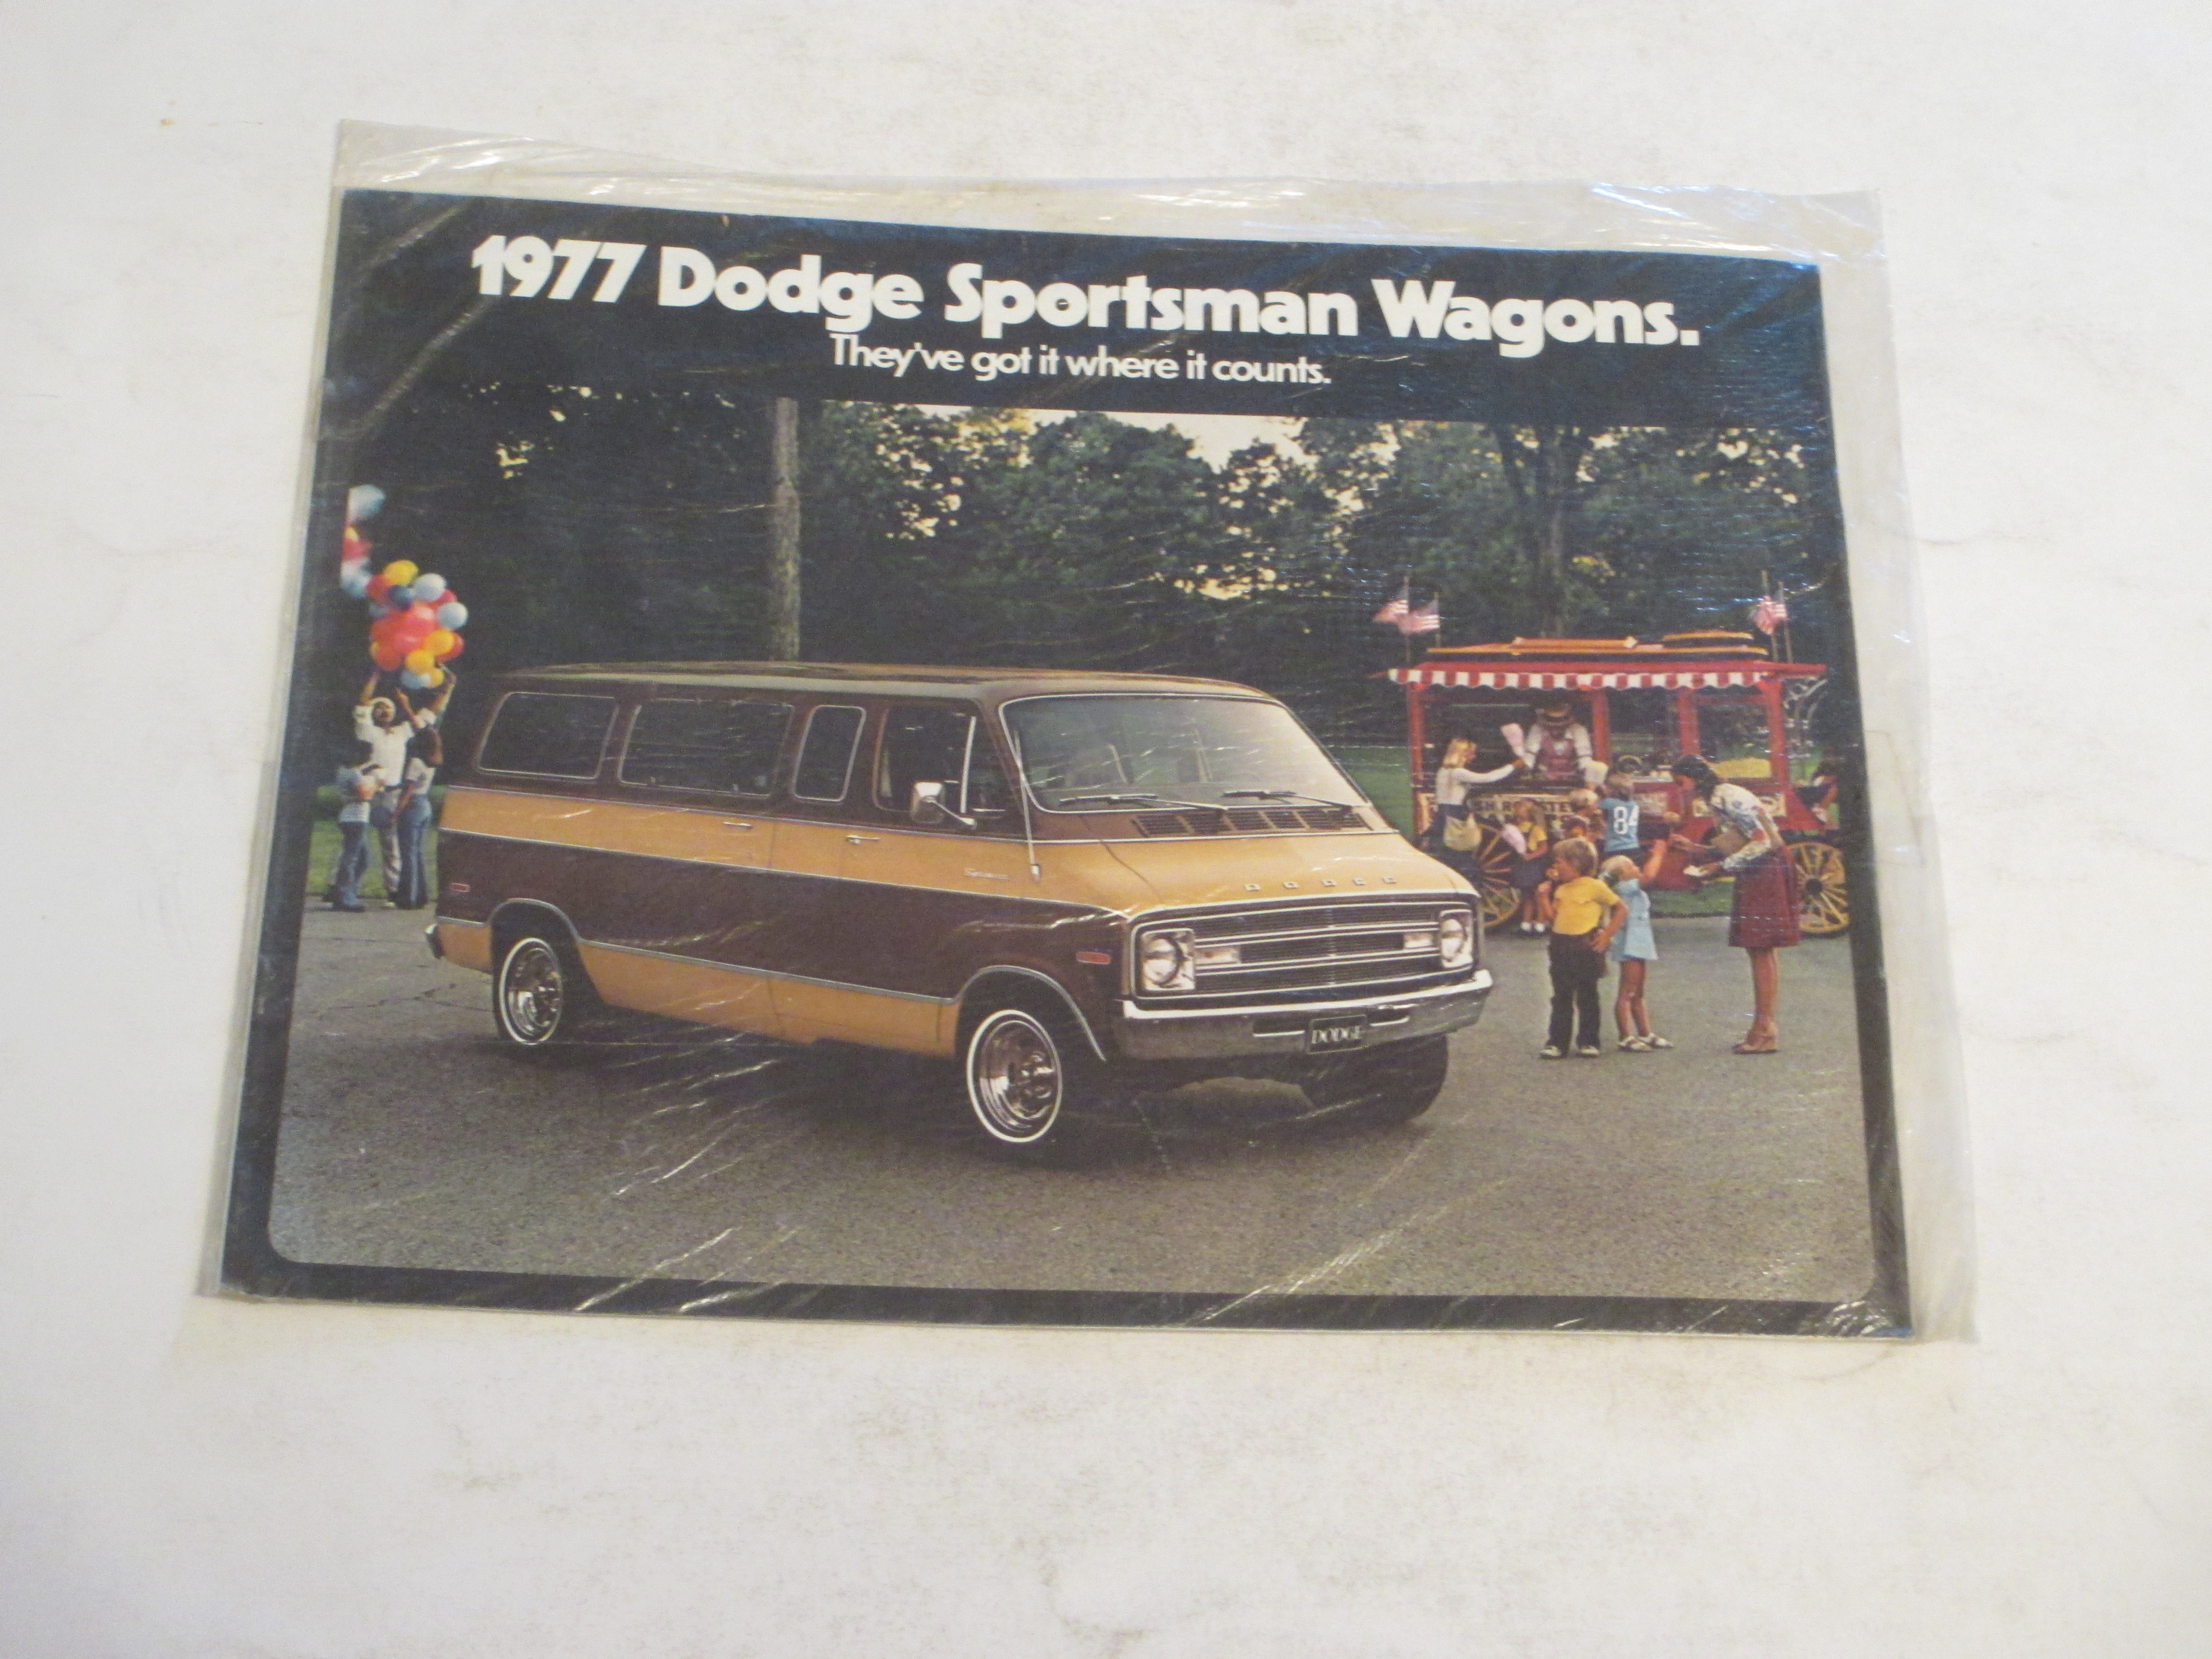 1977 Dodge Sportsman Wagons.
They've got it where it counts.
84
DODGE
DODGE